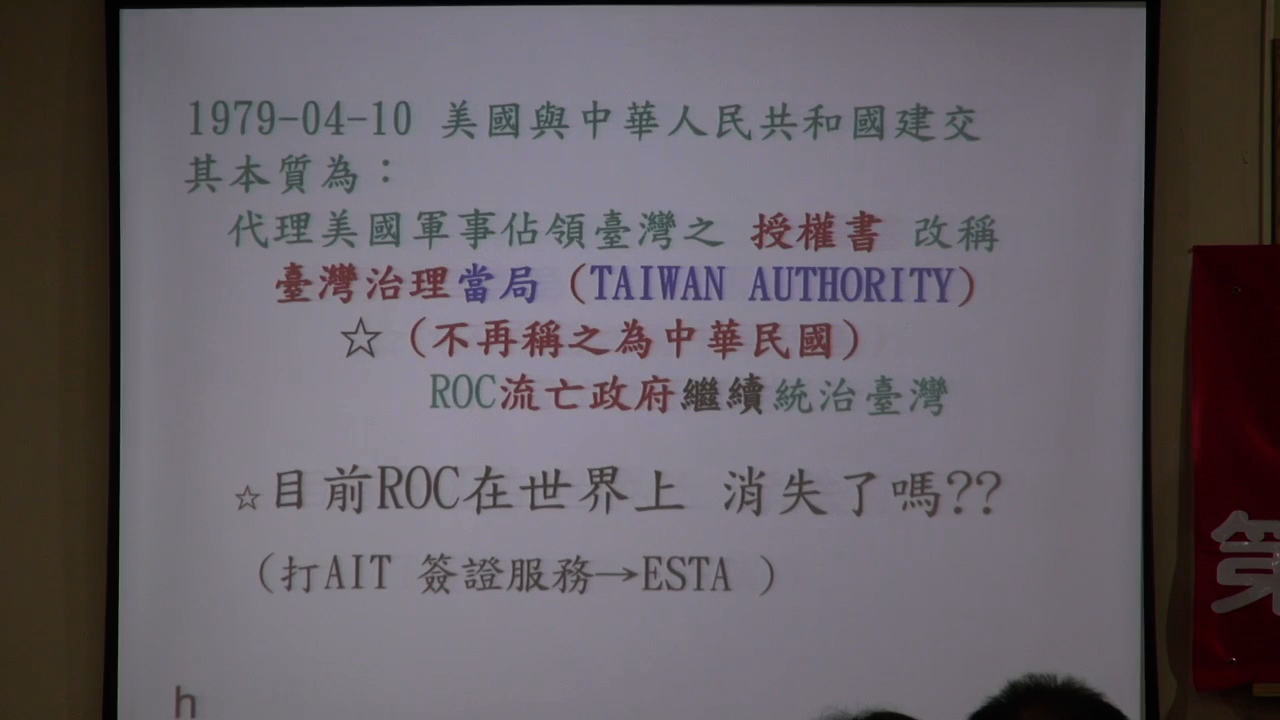 1979-04-10 美國與中華人民共和國建交
其本質為：
代理美國軍事佔領臺灣之 授權書 改稱
臺灣治理當局 (TAIWAN AUTHORITY)
☆ (不再稱之為中華民國)
ROC流亡政府繼續統治臺灣
☆目前ROC在世界上 消失了嗎??
(打AIT 簽證服務→ESTA )
h
第